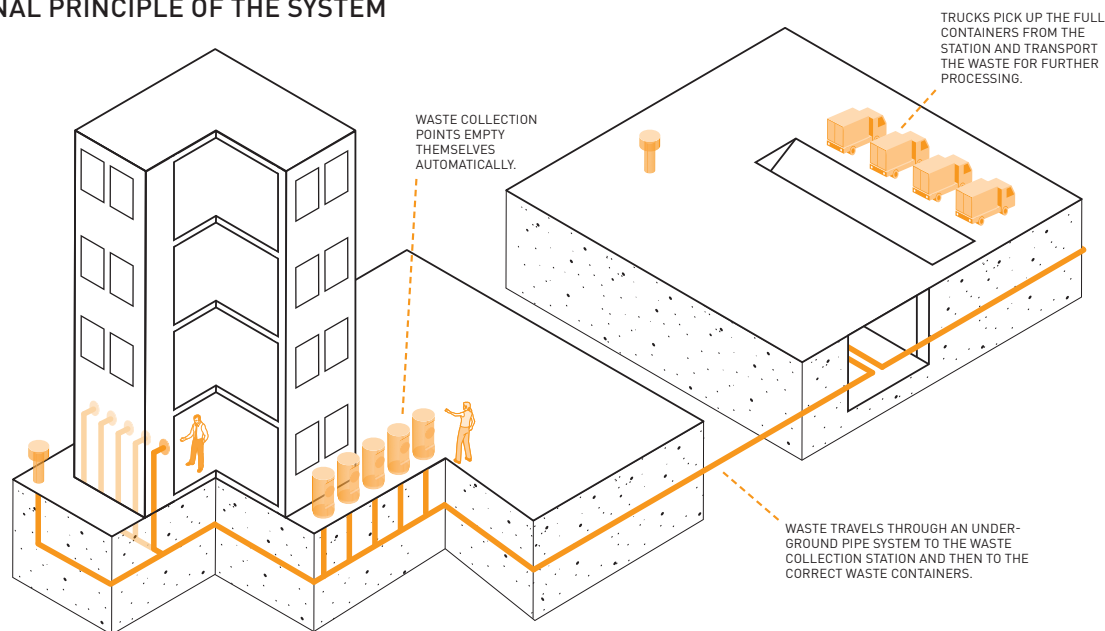 NAL PRINCIPLE OF THE SYSTEM
TRUCKS PICK UP THE FULL
CONTAINERS FROM THE
STATION AND TRANSPORT
THE WASTE FOR FURTHER
PROCESSING.
WASTE COLLECTION
POINTS EMPTY
THEMSELVES
AUTOMATICALLY.
WASTE TRAVELS THROUGH AN UNDER-
GROUND PIPE SYSTEM TO THE WASTE
COLLECTION STATION AND THEN TO THE
CORRECT WASTE CONTAINERS.